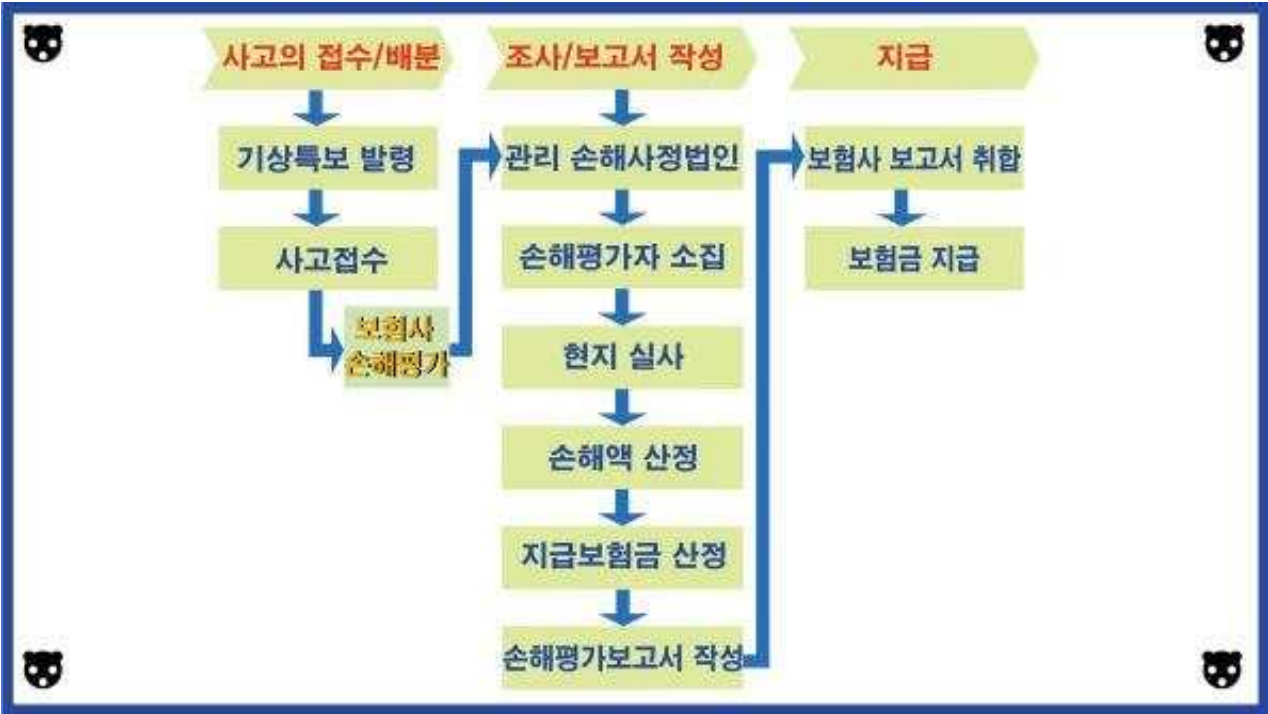 사고의 접수/배분
기상특보 발령
사고접수
보험사
손해평가
조사/보고서 작성
관리 손해사정법인
손해평가자 소집
현지 실사
손해액 산정
지급보험금 산정
손해평가보고서 작성
지급
보험사 보고서 취합
보험금 지급